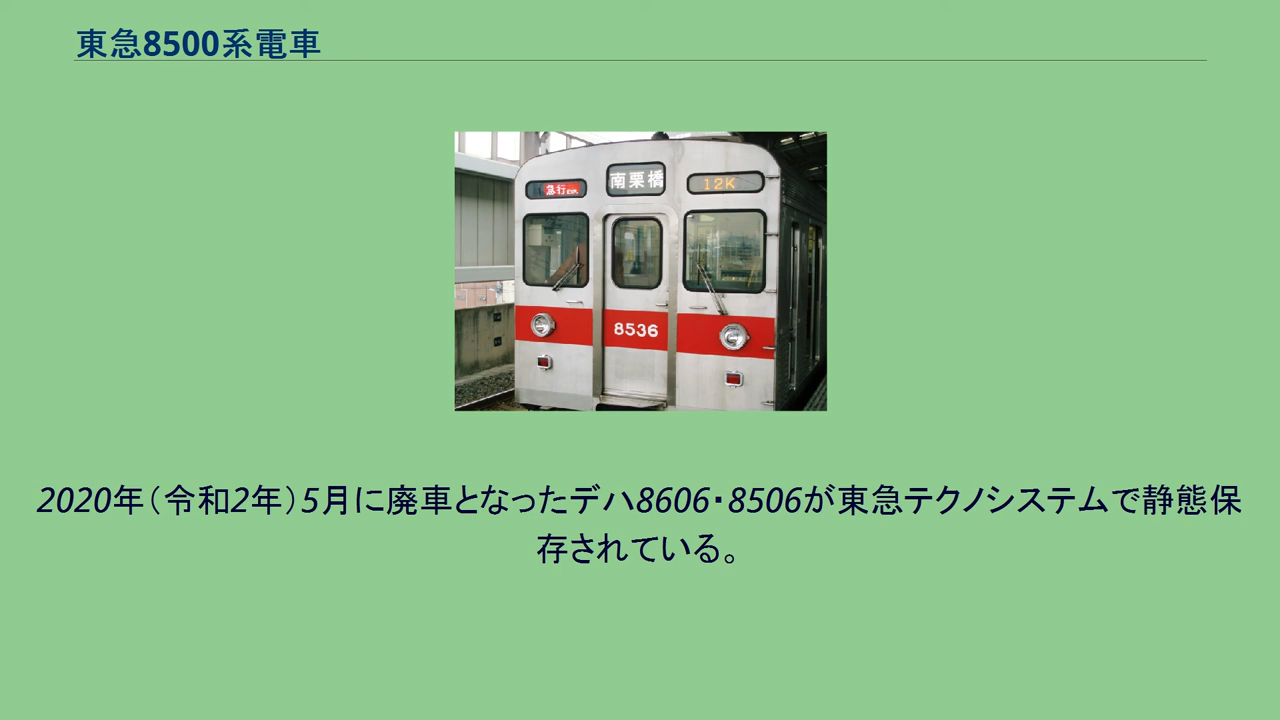 東急8500系電車
急行
南栗橋
12K
8536
2020年（令和2年）5月に廃車となったデハ8606・8506が東急テクノシステムで静態保
存されている。